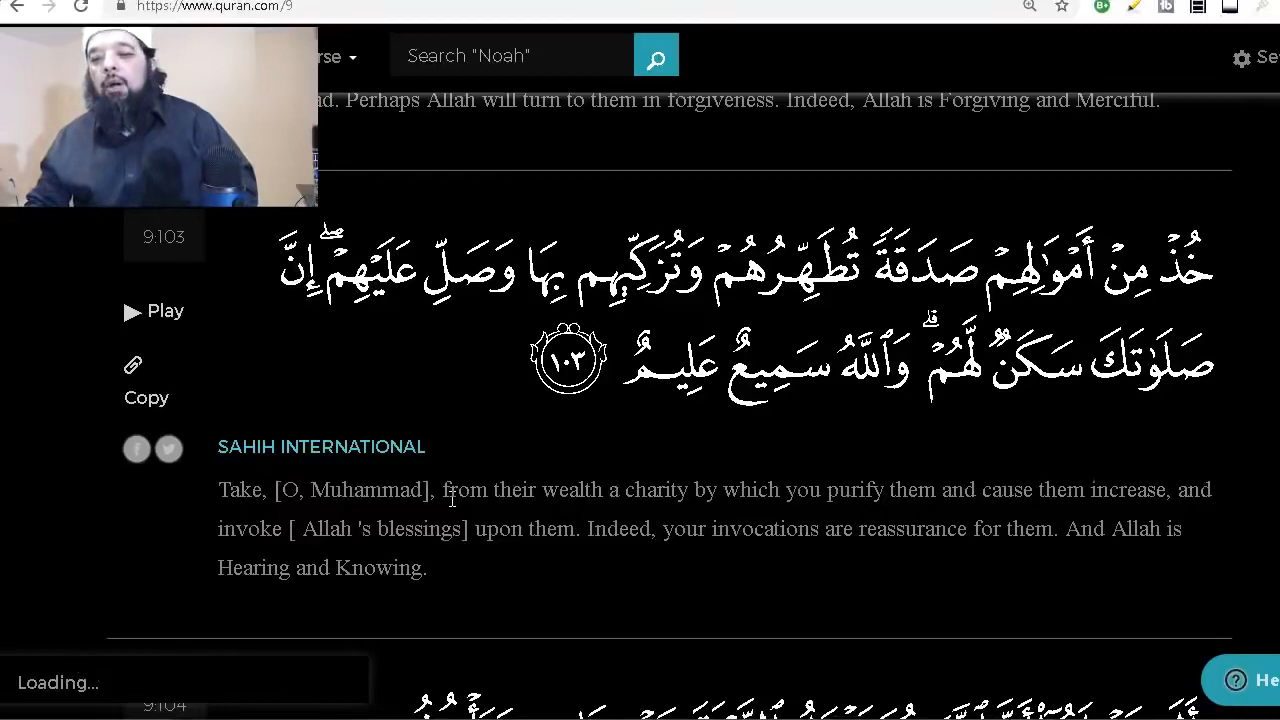 https://www.quran.com/9
rse
Search "Noah"
Se
ad. Perhaps Allah will turn to them in forgiveness. Indeed, Allah is Forgiving and Merciful.
9:103
خُذْ مِنْ أَمْوَٰلِهِمْ صَدَقَةً تُطَهِّرُهُمْ وَتُزَكِّيهِم بِهَا وَصَلِّ عَلَيْهِمْ ۖ إِنَّ
صَلَوٰتَكَ سَكَنٌ لَّهُمْ ۗ وَٱللَّهُ سَمِيعٌ عَلِيمٌ ١٠٣
Play
Copy
SAHIH INTERNATIONAL
Take, [O, Muhammad], from their wealth a charity by which you purify them and cause them increase, and
invoke [ Allah 's blessings] upon them. Indeed, your invocations are reassurance for them. And Allah is
Hearing and Knowing.
Loading...
He
9:104